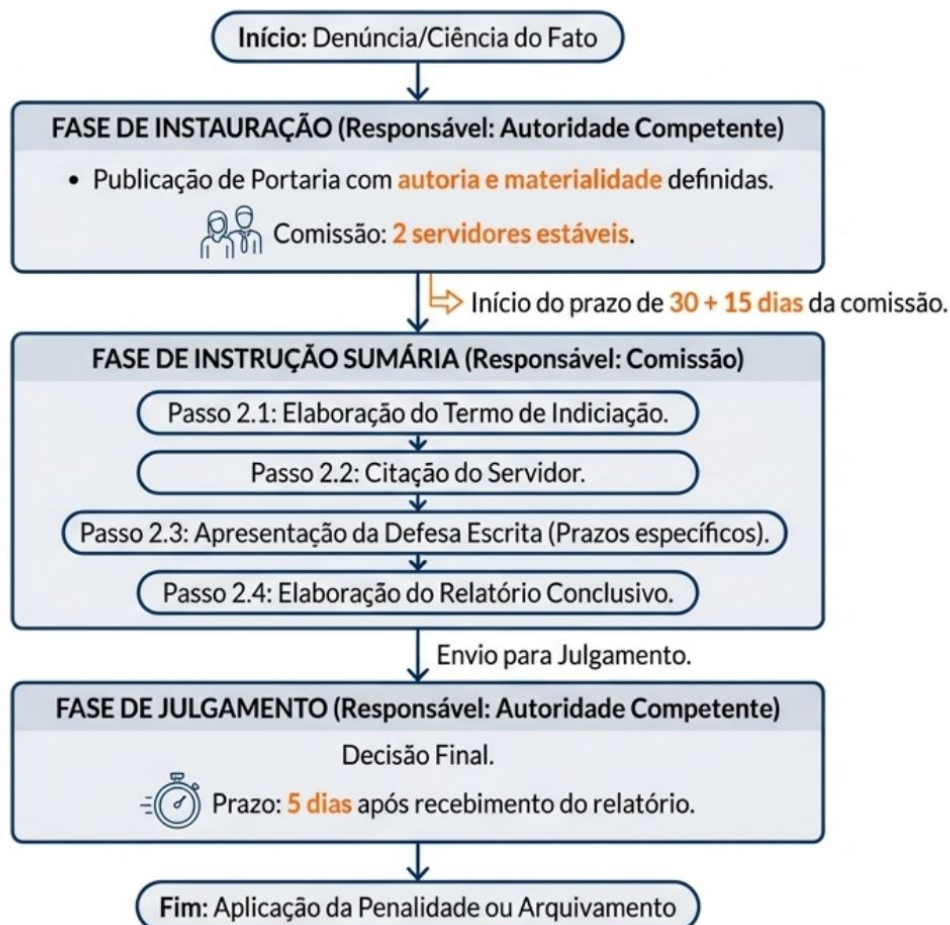 Início: Denúncia/Ciência do Fato
FASE DE INSTAURAÇÃO (Responsável: Autoridade Competente)
• Publicação de Portaria com autoria e materialidade definidas.
Comissão: 2 servidores estáveis.
Início do prazo de 30 + 15 dias da comissão.
FASE DE INSTRUÇÃO SUMÁRIA (Responsável: Comissão)
Passo 2.1: Elaboração do Termo de Indiciação.
Passo 2.2: Citação do Servidor.
Passo 2.3: Apresentação da Defesa Escrita (Prazos específicos).
Passo 2.4: Elaboração do Relatório Conclusivo.
Envio para Julgamento.
FASE DE JULGAMENTO (Responsável: Autoridade Competente)
Decisão Final.
Prazo: 5 dias após recebimento do relatório.
Fim: Aplicação da Penalidade ou Arquivamento